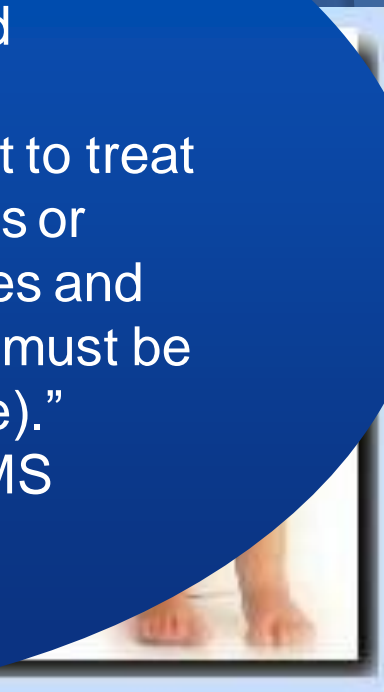 t to treat
s or
es and
must be
e).”
MS